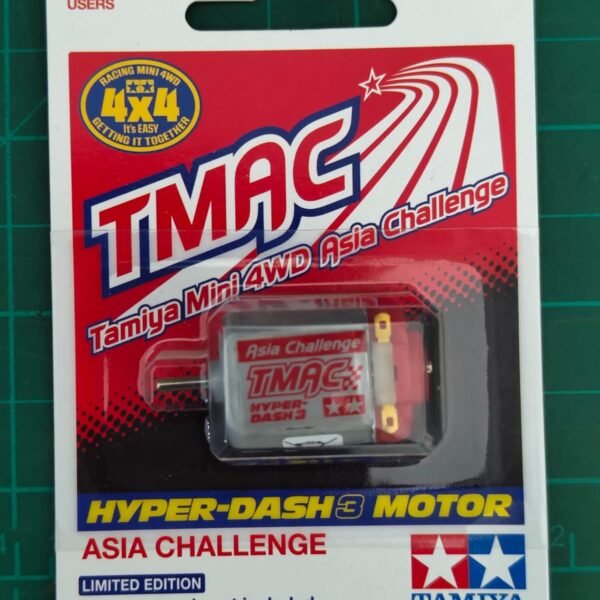 USERS
RACING MINI 4WD
4x4
It's EASY
GETTING IT TOGETHER
TMAC
Tamiya Mini 4WD Asia Challenge
Asia Challenge
TMAC
HYPER-
DASH 3
HYPER-DASH3 MOTOR
ASIA CHALLENGE
LIMITED EDITION
TAMIYA